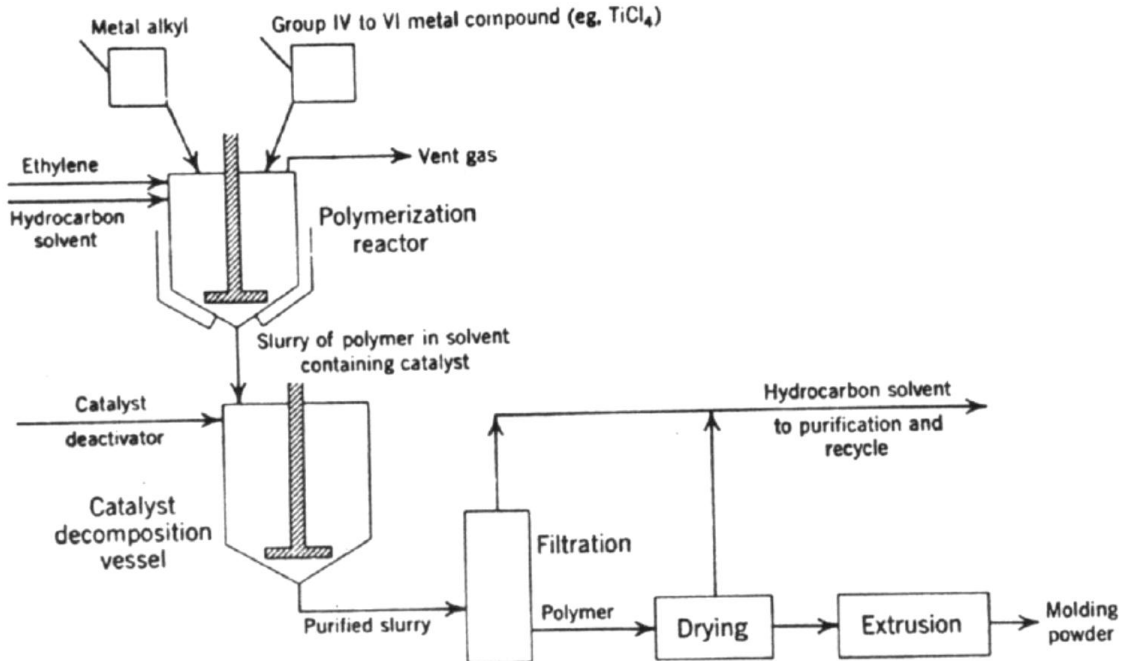 Metal alkyl
Group IV to VI metal compound (eg, TiCl₄)
Ethylene
Hydrocarbon
solvent
Vent gas
Polymerization
reactor
Slurry of polymer in solvent
containing catalyst
Catalyst
deactivator
Hydrocarbon solvent
to purification and
recycle
Catalyst
decomposition
vessel
Filtration
Purified slurry
Polymer
Drying
Extrusion
Molding
powder